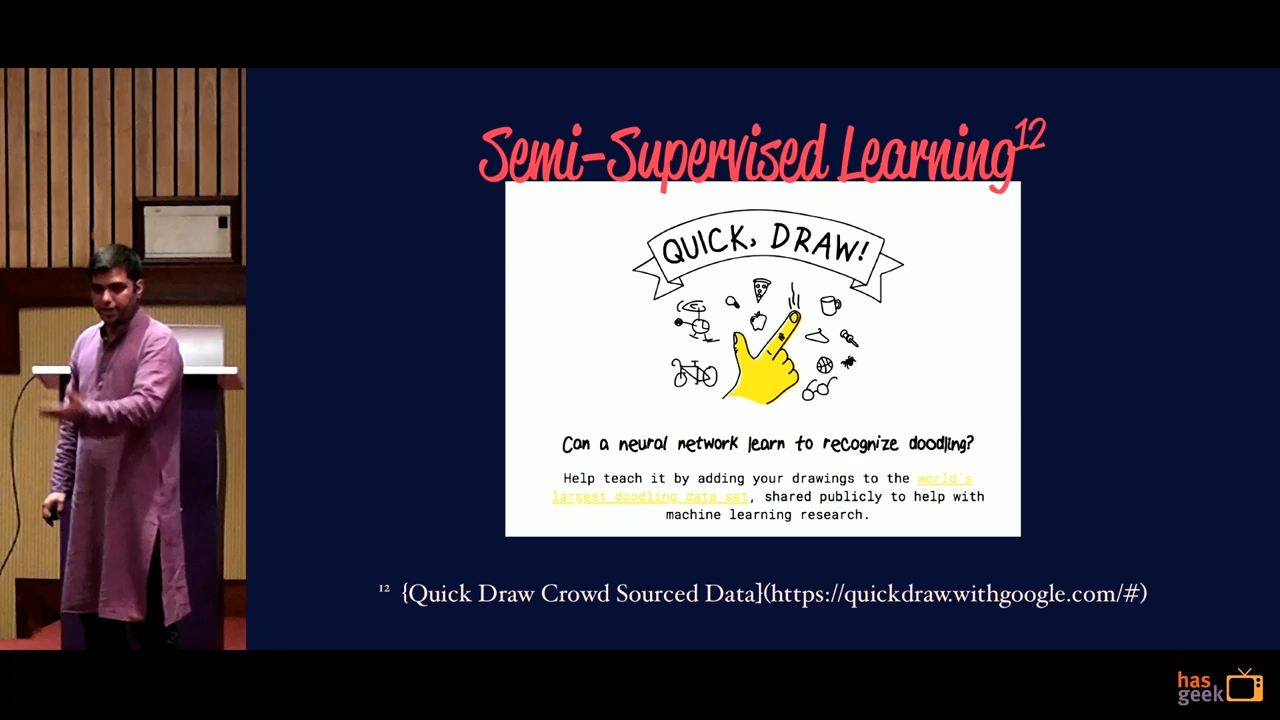 Semi-Supervised Learning¹²
QUICK, DRAW!
Can a neural network learn to recognize doodling?
Help teach it by adding your drawings to the world's
largest doodling data set, shared publicly to help with
machine learning research.
¹² {Quick Draw Crowd Sourced Data](https://quickdraw.withgoogle.com/#)
has
geek